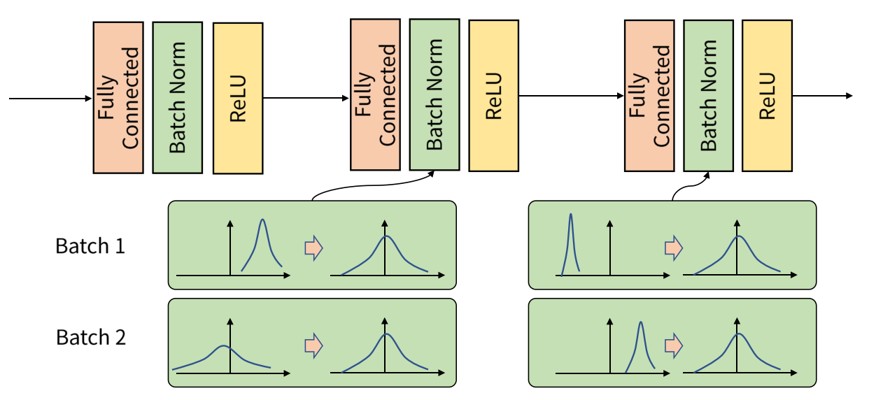 Fully
Connected
Batch Norm
ReLU
Fully
Connected
Batch Norm
ReLU
Fully
Connected
Batch Norm
ReLU
Batch 1
Batch 2